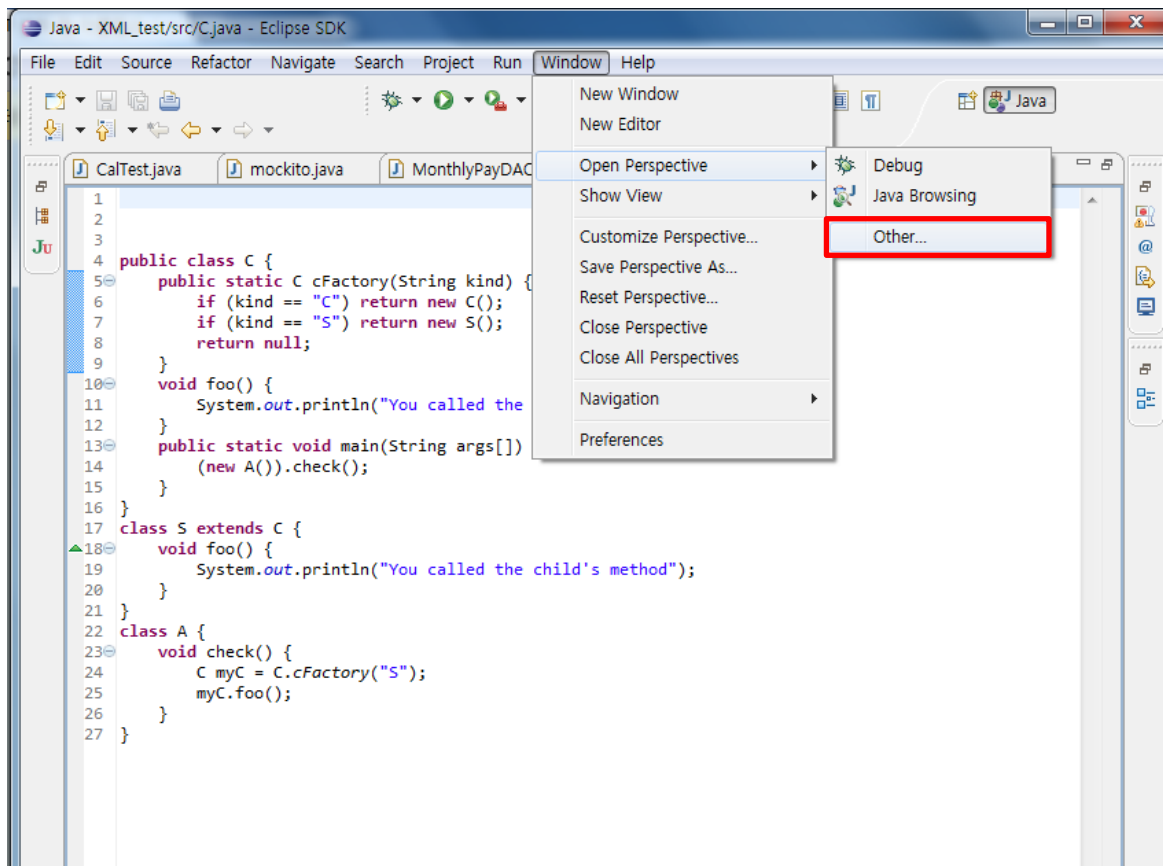 Java - XML_test/src/C.java - Eclipse SDK
File Edit Source Refactor Navigate Search Project Run Window Help
Java
New Window
New Editor
Open Perspective
Show View
Customize Perspective...
Save Perspective As...
Reset Perspective...
Close Perspective
Close All Perspectives
Navigation
Preferences
Debug
Java Browsing
Other...
CalTest.java mockito.java MonthlyPayDAC
1
2
3
4 public class C {
5 public static C cFactory(String kind) {
6 if (kind == "C") return new C();
7 if (kind == "S") return new S();
8 return null;
9 }
10 void foo() {
11 System.out.println("You called the
12 }
13 public static void main(String args[])
14 (new A()).check();
15 }
16 }
17 class S extends C {
18 void foo() {
19 System.out.println("You called the child's method");
20 }
21 }
22 class A {
23 void check() {
24 C myC = C.cFactory("S");
25 myC.foo();
26 }
27 }
Ju
@